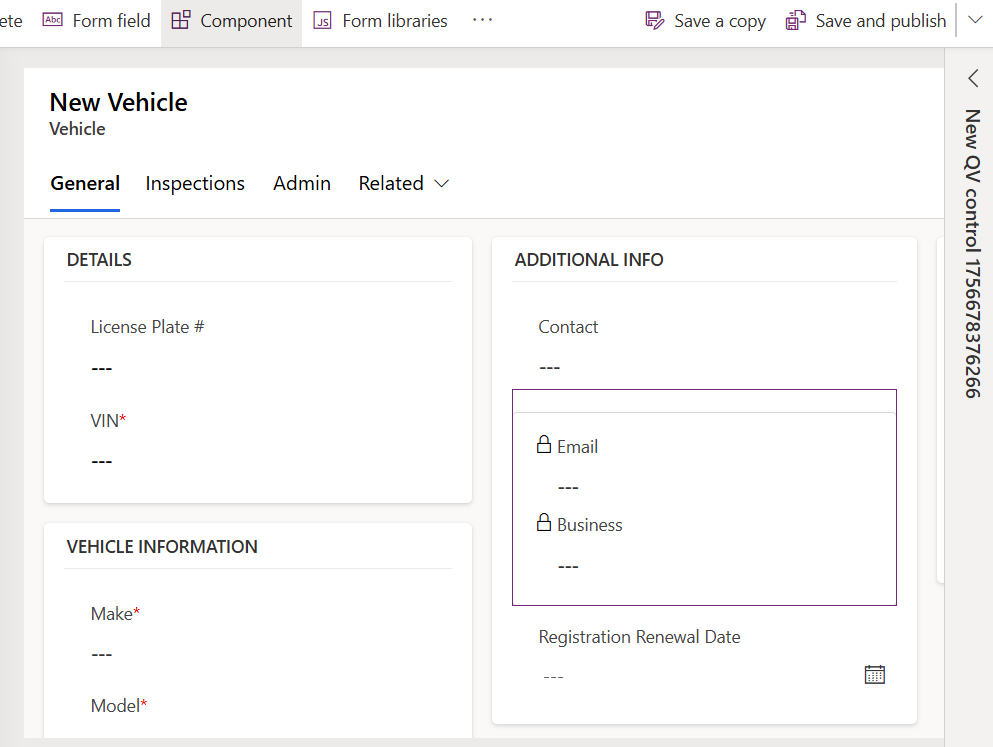 ete Abc Form field Component JS Form libraries ··· Save a copy Save and publish
New Vehicle
Vehicle
General Inspections Admin Related
DETAILS
License Plate #
---
VIN*
---
VEHICLE INFORMATION
Make*
---
Model*
ADDITIONAL INFO
Contact
---
Email
---
Business
---
Registration Renewal Date
---
New QV control 1756678376266